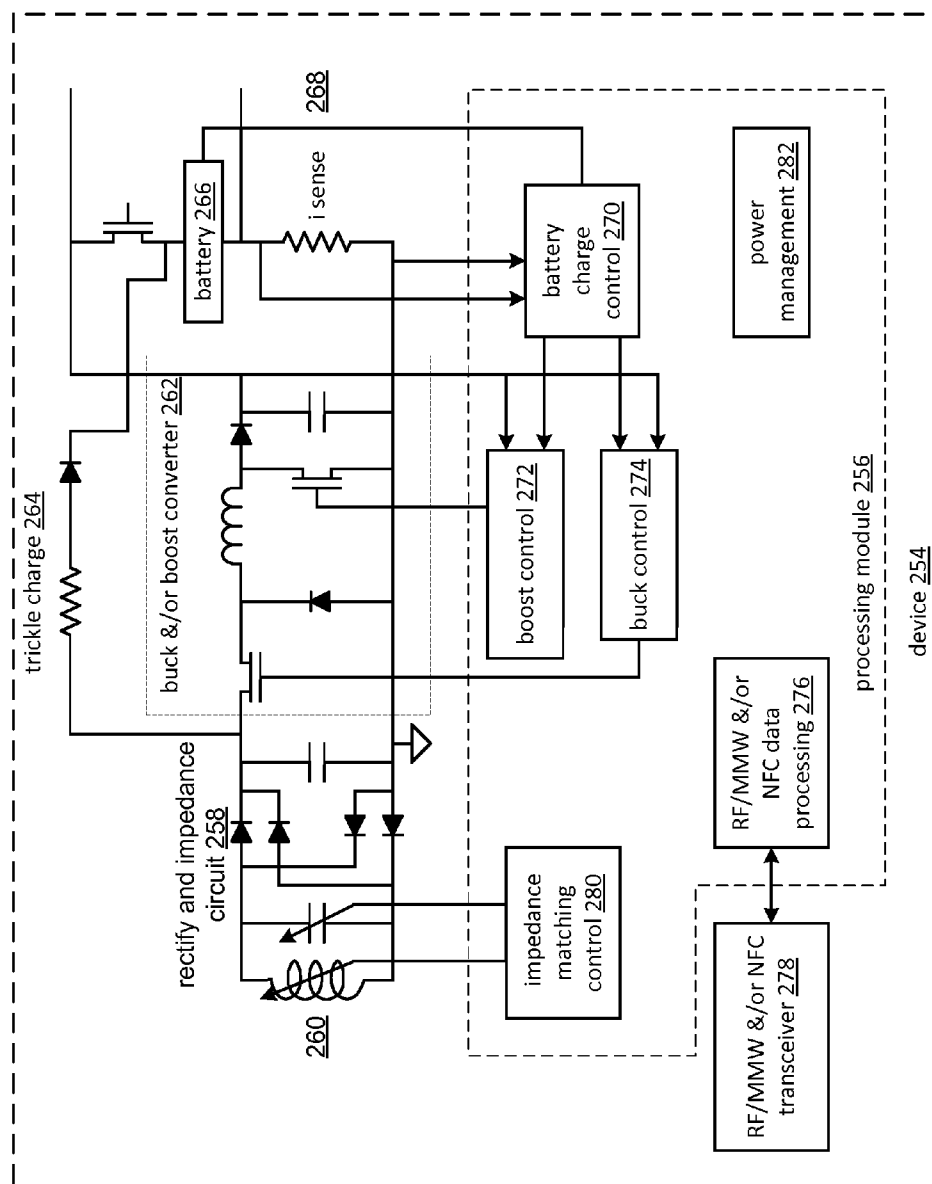 trickle charge 264
268
battery 266
i sense
buck &/or boost converter 262
rectify and impedance
circuit 258
260
battery
charge
control 270
boost control 272
buck control 274
power
management 282
impedance
matching
control 280
RF/MMW &/or
NFC data
processing 276
RF/MMW &/or NFC
transceiver 278
processing module 256
device 254